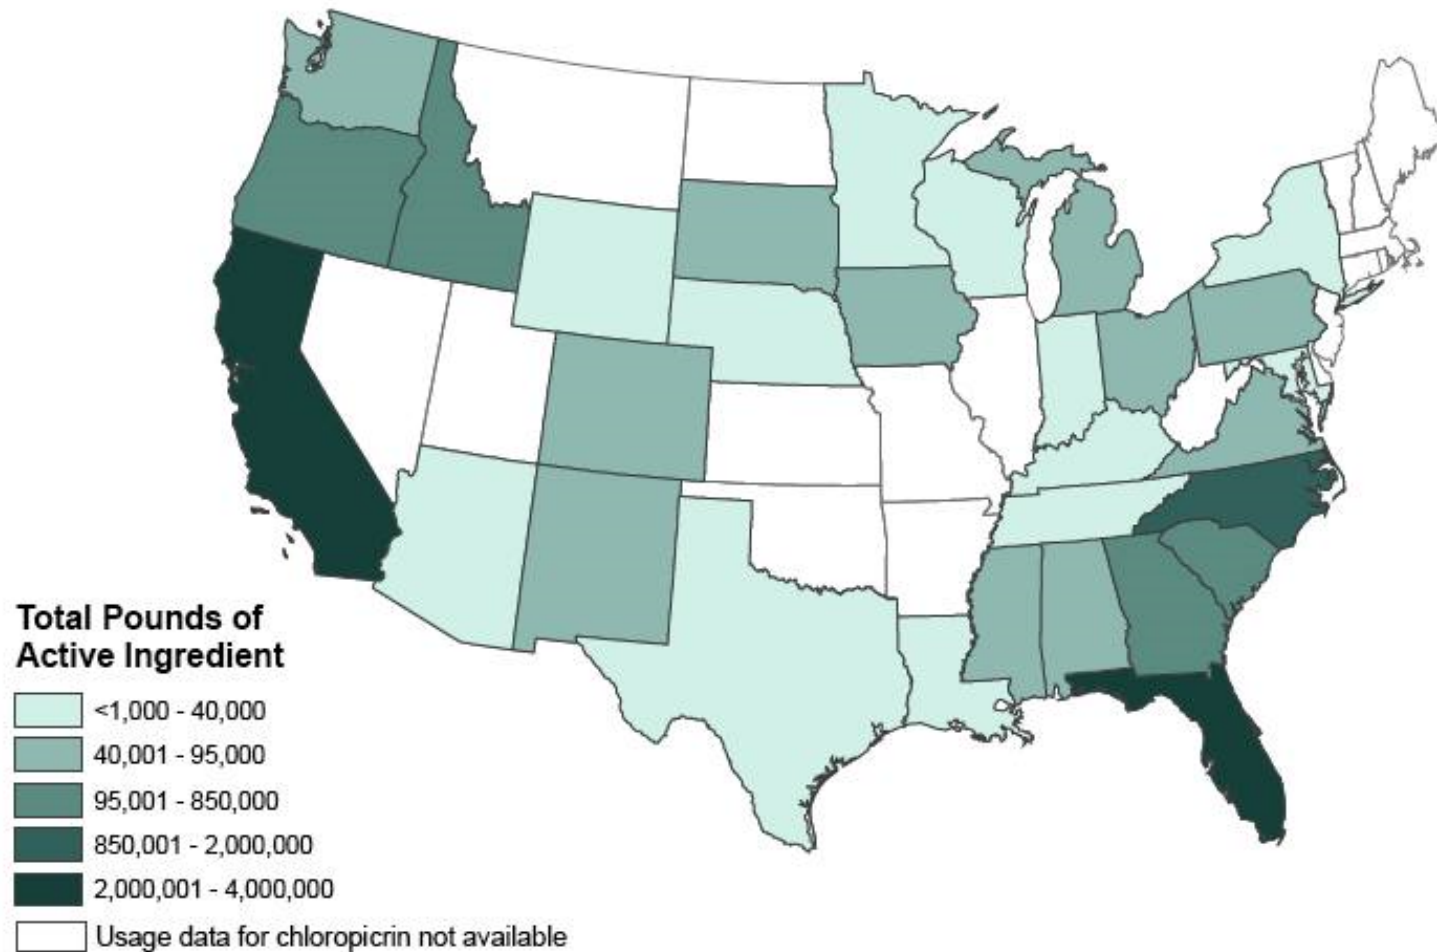 Total Pounds of
Active Ingredient
<1,000 - 40,000
40,001 - 95,000
95,001 - 850,000
850,001 - 2,000,000
2,000,001 - 4,000,000
Usage data for chloropicrin not available